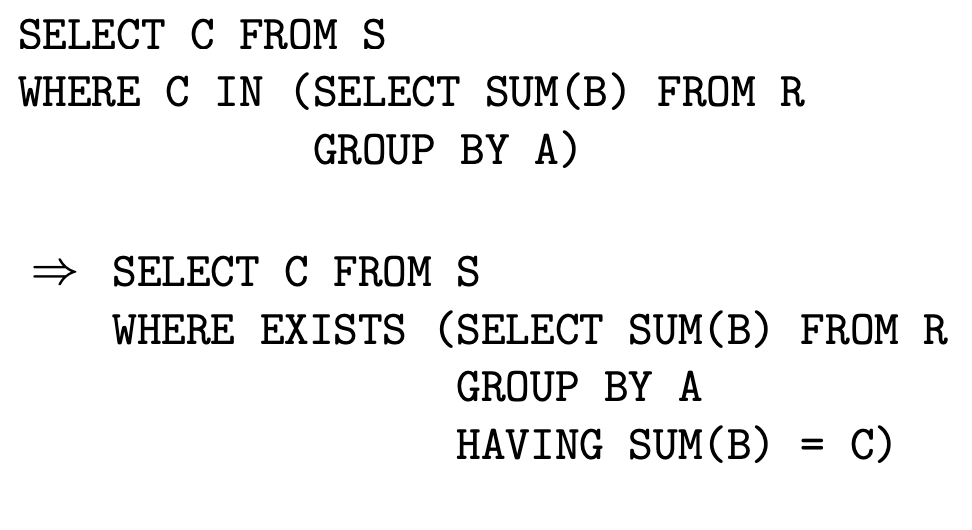 SELECT C FROM S
WHERE C IN (SELECT SUM(B) FROM R
GROUP BY A)
⇒ SELECT C FROM S
WHERE EXISTS (SELECT SUM(B) FROM R
GROUP BY A
HAVING SUM(B) = C)